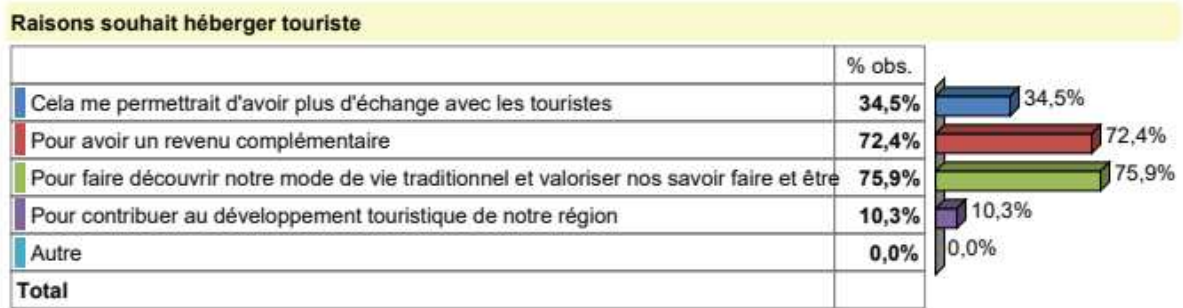 Raisons souhait héberger touriste
% obs.
Cela me permettrait d'avoir plus d'échange avec les touristes 34,5% 34,5%
Pour avoir un revenu complémentaire 72,4% 72,4%
Pour faire découvrir notre mode de vie traditionnel et valoriser nos savoir faire et être 75,9% 75,9%
Pour contribuer au développement touristique de notre région 10,3% 10,3%
Autre 0,0% 0,0%
Total